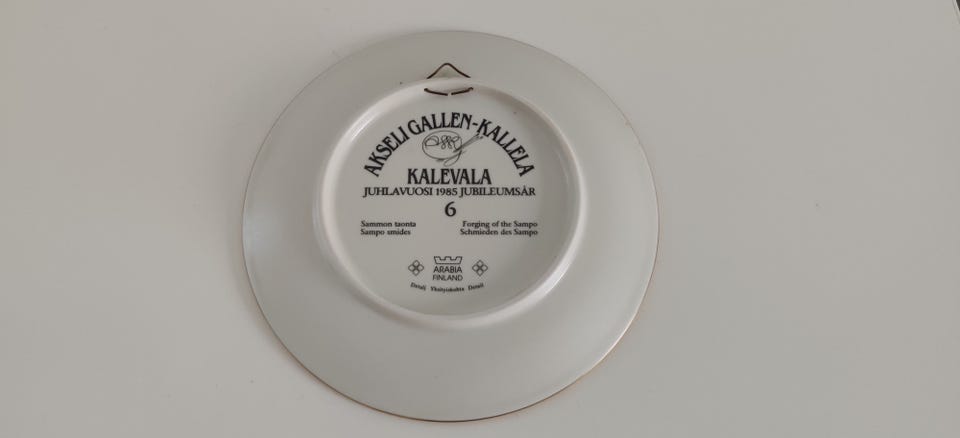 AKSELI GALLEN-KALLELA
KALEVALA
JUHLAVUOSI 1985 JUBILEUMSÅR
6
Sammon taonta
Sampo smides
Forging of the Sampo
Schmieden des Sampo
ARABIA
FINLAND
Detalj Yksityiskohta Detail